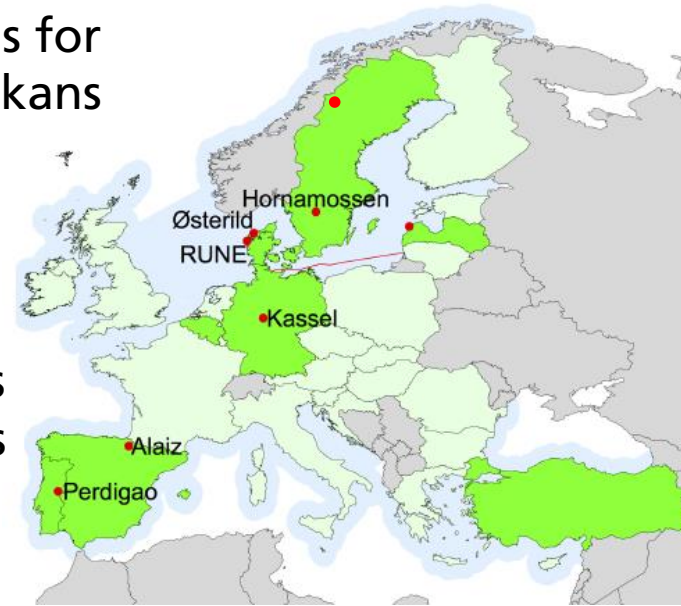 s for
kans
Hornamossen
Østerild
RUNE
Kassel
s
Alaiz
s
Perdigao